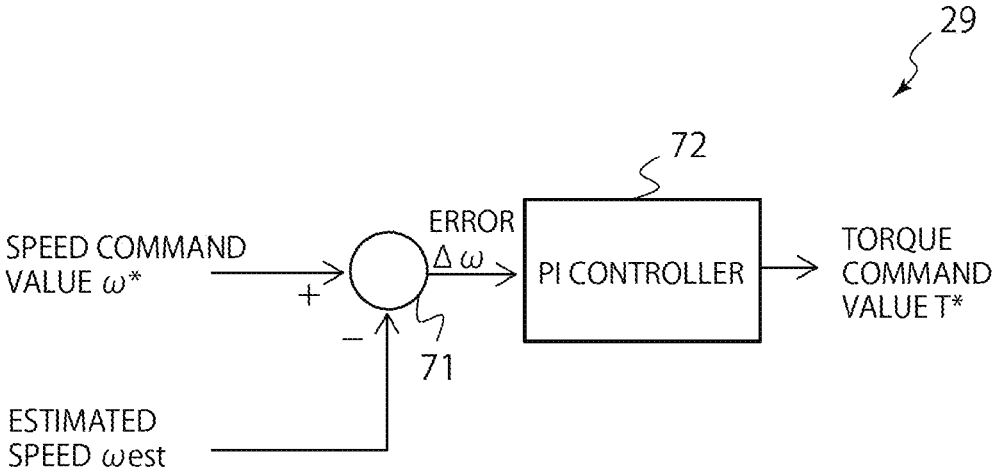 29
72
SPEED COMMAND
VALUE ω*
+
−
ERROR
Δω
71
PI CONTROLLER
TORQUE
COMMAND
VALUE T*
ESTIMATED
SPEED ωest